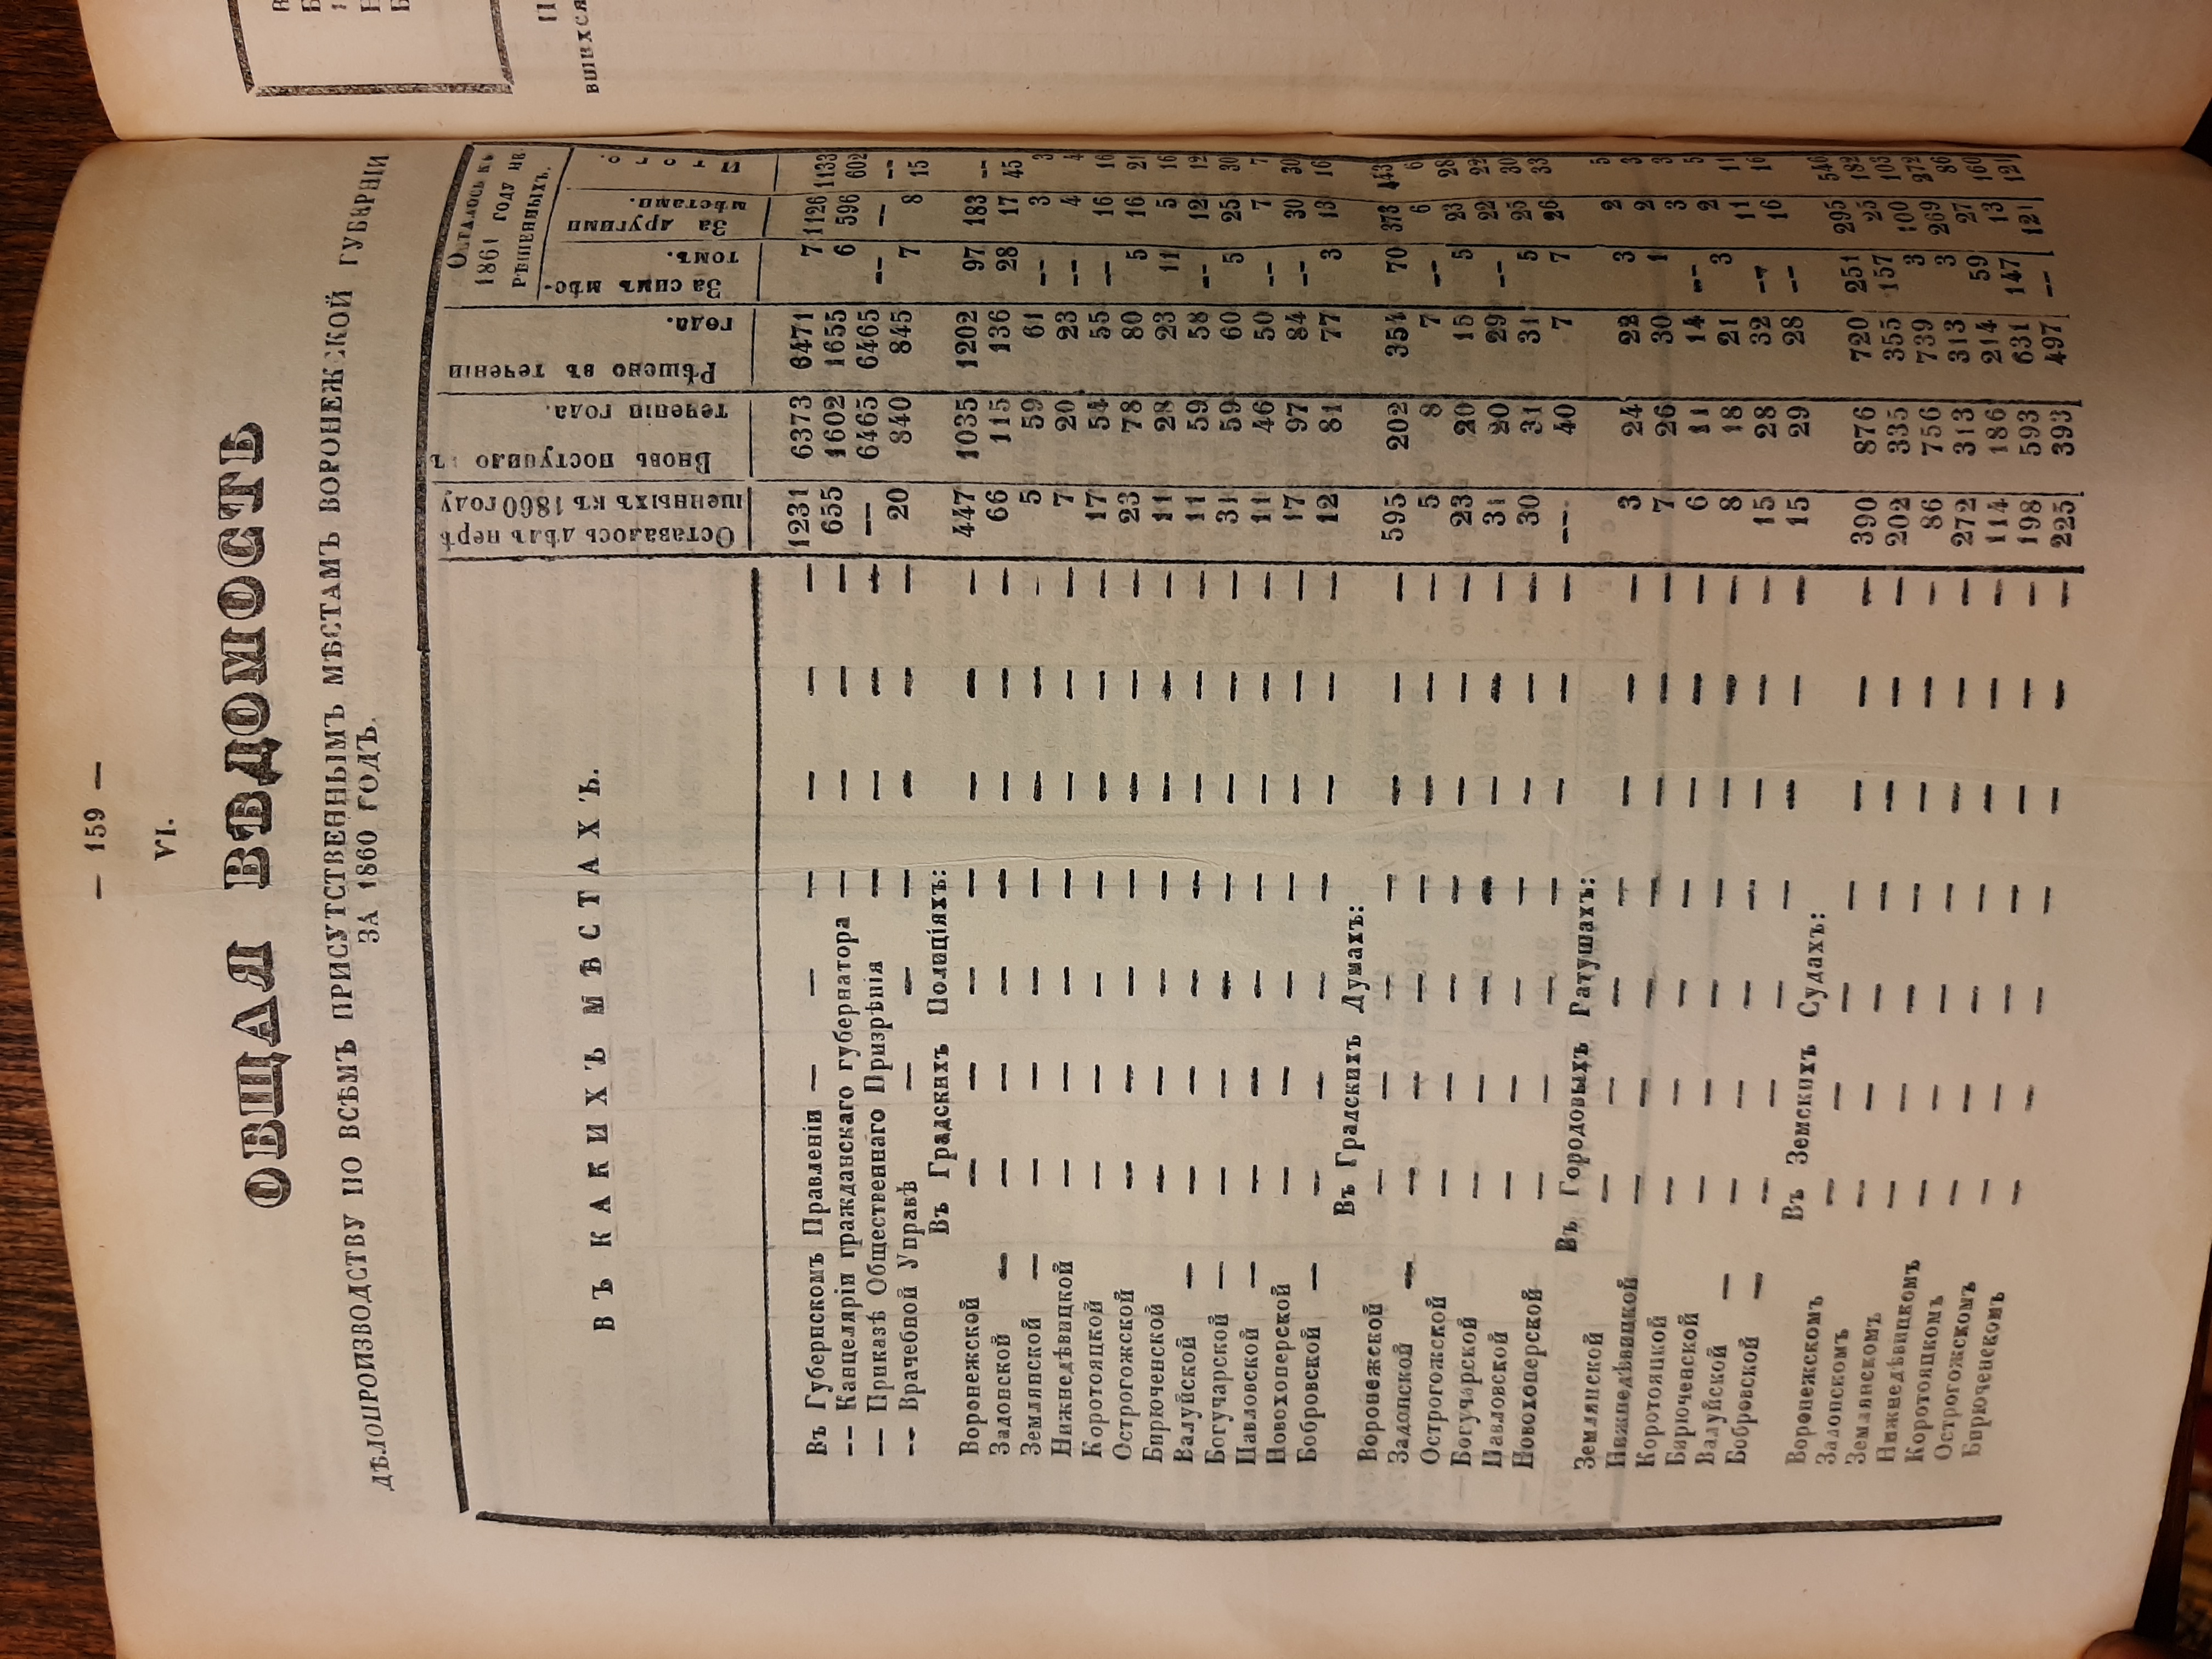 — 159 —
VI.
ОБЩАЯ ВѢДОМОСТЬ
ДѢЛОПРОИЗВОДСТВУ ПО ВСѢМЪ ПРИСУТСТВЕННЫМЪ МѢСТАМЪ ВОРОНЕЖСКОЙ ГУБЕРНІИ
ЗА 1860 ГОДЪ.
ВЪ КАКИХЪ МѢСТАХЪ.
Оставалось дѣлъ нерѣ
шенныхъ къ 1860 году
Вновь поступило въ
теченіи года.
Рѣшено въ теченіи
года.
Осталось къ
1861 году не
рѣшенныхъ.
За симъ мѣс-
томъ.
За другими
мѣстами.
Итого.
Въ Губернскомъ Правленіи — — — — — — 1231 6373 6471 7 1126 1133
-- Канцеляріи гражданскаго губернатора — — — — 655 1602 1655 6 596 602
-- Приказѣ Общественнаго Призрѣнія — — — — -- 6465 6465 -- -- --
-- Врачебной Управѣ — — — — — — 20 840 845 7 8 15
Въ Градскихъ Полиціяхъ:
Воронежской — — — — — — — 447 1035 1202 97 183 --
Задонской — — — — — — — — 66 115 136 28 17 45
Землянской — — — — — — — — 5 59 61 -- 3 3
Нижнедѣвицкой — — — — — — — 7 20 23 -- 4 4
Коротояцкой — — — — — — — 17 54 55 -- 16 16
Острогожской — — — — — — — 23 78 80 5 16 21
Бирюченской — — — — — — — 11 28 23 11 5 16
Валуйской — — — — — — — — 11 59 58 -- 12 12
Богучарской — — — — — — — — 31 59 60 5 25 30
Павловской — — — — — — — — 11 46 50 -- 7 7
Новохоперской — — — — — — — 17 97 84 -- 30 30
Бобровской — — — — — — — — 12 81 77 3 13 16
Въ Градскихъ Думахъ:
Воронежской — — — — — — — 595 202 354 70 373 443
Задонской — — — — — — — — 5 8 7 -- 6 6
Острогожской — — — — — — — 23 20 15 5 23 28
Богучарской — — — — — — — 31 20 29 -- 22 22
Павловской — — — — — — — 30 31 31 5 25 30
Новохоперской — — — — — — — -- 40 7 7 26 33
Въ Городовыхъ Ратушахъ:
Землянской — — — — — — — 3 24 22 3 2 5
Нижнедѣвицкой — — — — — — — 7 26 30 1 2 3
Коротояцкой — — — — — — — 6 11 14 -- 3 3
Бирюченской — — — — — — — 8 18 21 3 2 5
Валуйской — — — — — — — — 15 28 32 -- 11 11
Бобровской — — — — — — — — 15 29 28 -- 16 16
Въ Земскихъ Судахъ:
Воронежскомъ — — — — — — — 390 876 720 251 295 546
Задонскомъ — — — — — — — 202 335 355 157 25 182
Землянскомъ — — — — — — — 86 756 739 3 100 103
Нижнедѣвицкомъ — — — — — — — 272 313 313 3 269 272
Коротояцкомъ — — — — — — — 114 186 214 59 27 86
Острогожскомъ — — — — — — — 198 593 631 147 13 160
Бирюченскомъ — — — — — — — 225 393 497 -- 121 121
вшихся